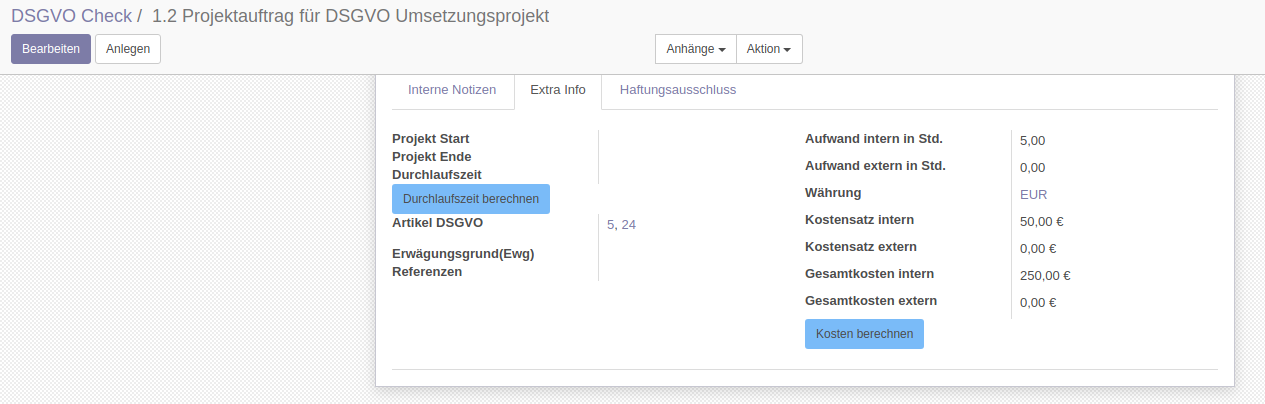 DSGVO Check / 1.2 Projektauftrag für DSGVO Umsetzungsprojekt
Bearbeiten Anlegen Anhänge Aktion
Interne Notizen Extra Info Haftungsausschluss
Projekt Start
Projekt Ende
Durchlaufszeit
Durchlaufszeit berechnen
Artikel DSGVO 5, 24
Erwägungsgrund(Ewg)
Referenzen
Aufwand intern in Std. 5,00
Aufwand extern in Std. 0,00
Währung EUR
Kostensatz intern 50,00 €
Kostensatz extern 0,00 €
Gesamtkosten intern 250,00 €
Gesamtkosten extern 0,00 €
Kosten berechnen